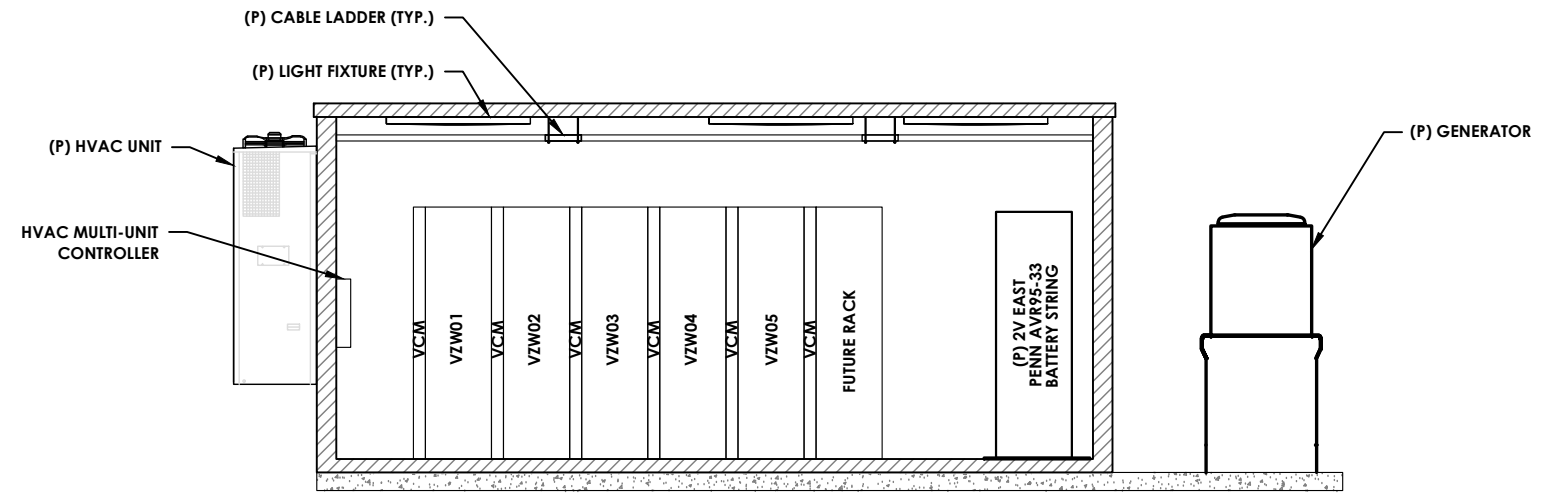 (P) CABLE LADDER (TYP.)
(P) LIGHT FIXTURE (TYP.)
(P) HVAC UNIT
(P) GENERATOR
HVAC MULTI-UNIT
CONTROLLER
VCM
VZW01
VCM
VZW02
VCM
VZW03
VCM
VZW04
VCM
VZW05
VCM
FUTURE RACK
(P) 2V EAST
PENN AVR95-33
BATTERY STRING